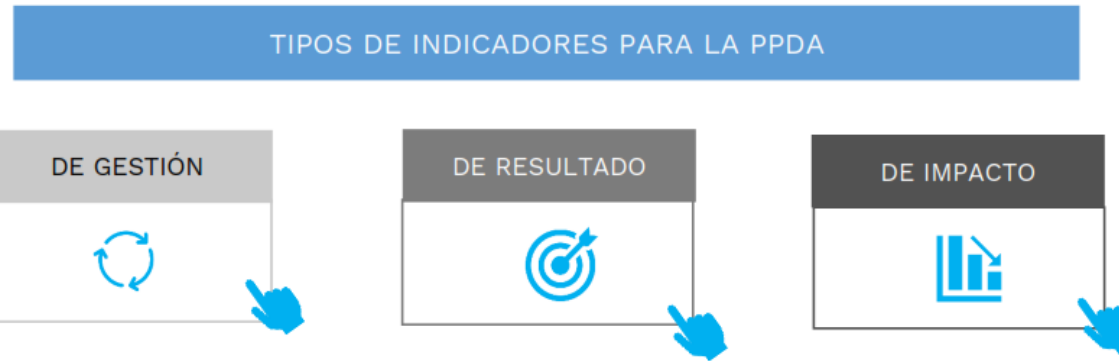 TIPOS DE INDICADORES PARA LA PPDA
DE GESTIÓN
DE RESULTADO
DE IMPACTO